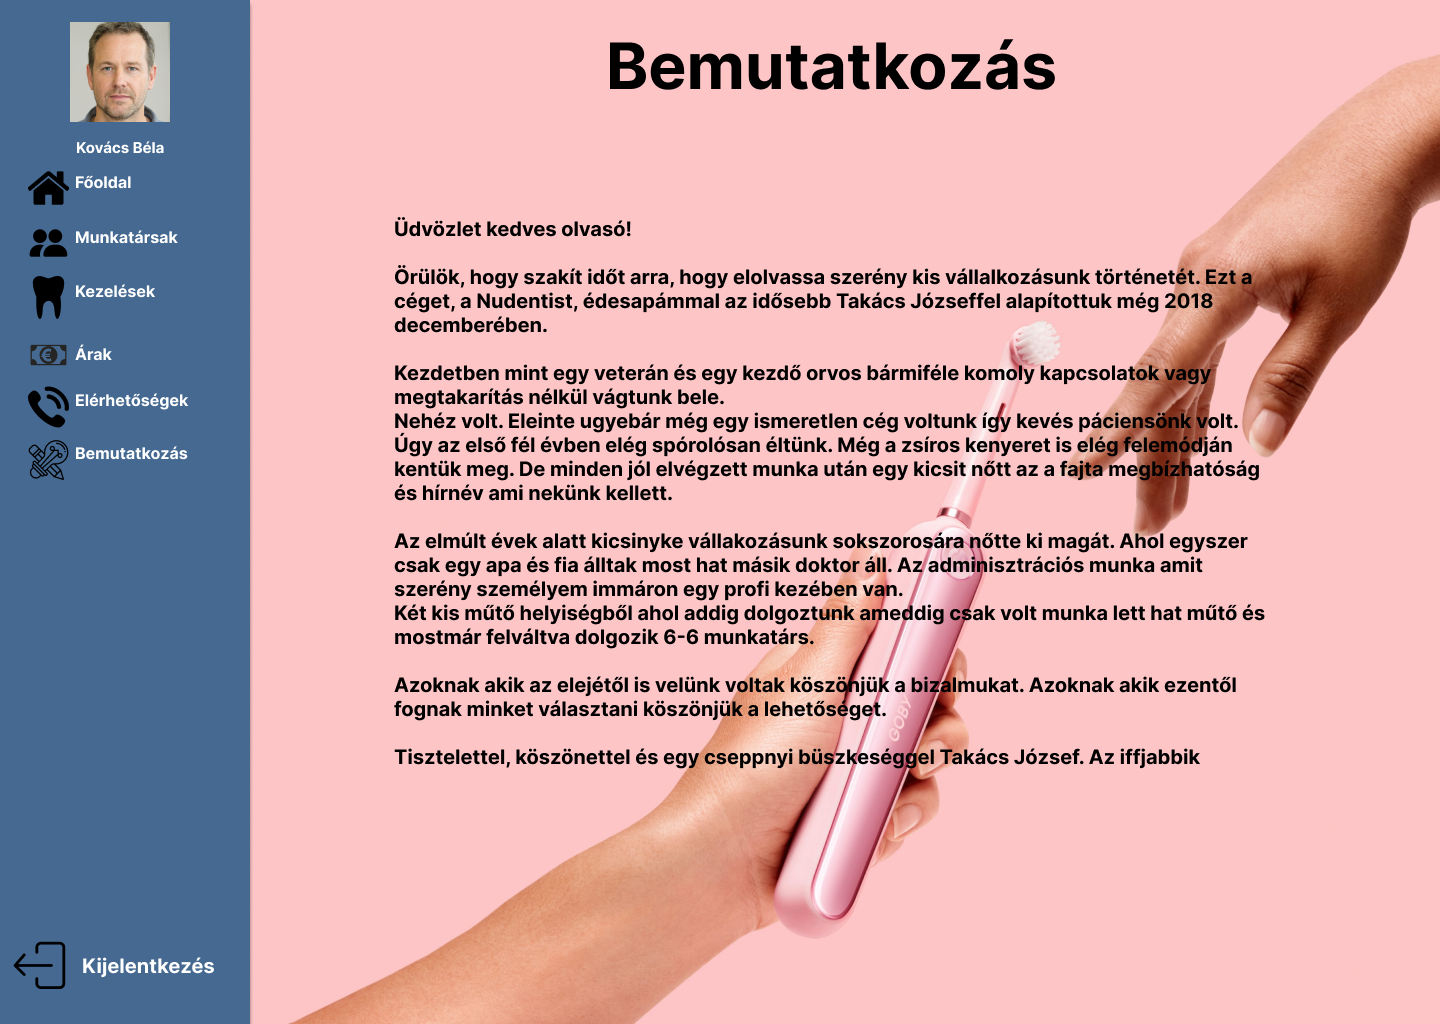 Kovács Béla
Főoldal
Munkatársak
Kezelések
Árak
Elérhetőségek
Bemutatkozás
Kijelentkezés
Bemutatkozás
Üdvözlet kedves olvasó!
Örülök, hogy szakít időt arra, hogy elolvassa szerény kis vállalkozásunk történetét. Ezt a
céget, a Nudentist, édesapámmal az idősebb Takács Józseffel alapítottuk még 2018
decemberében.
Kezdetben mint egy veterán és egy kezdő orvos bármiféle komoly kapcsolatok vagy
megtakarítás nélkül vágtunk bele.
Nehéz volt. Eleinte ugyebár még egy ismeretlen cég voltunk így kevés páciensönk volt.
Úgy az első fél évben elég spórolósan éltünk. Még a zsíros kenyeret is elég felemódján
kentük meg. De minden jól elvégzett munka után egy kicsit nőtt az a fajta megbízhatóság
és hírnév ami nekünk kellett.
Az elmúlt évek alatt kicsinyke vállakozásunk sokszorosára nőtte ki magát. Ahol egyszer
csak egy apa és fia álltak most hat másik doktor áll. Az adminisztrációs munka amit
szerény személyem immáron egy profi kezében van.
Két kis műtő helyiségből ahol addig dolgoztunk ameddig csak volt munka lett hat műtő és
mostmár felváltva dolgozik 6-6 munkatárs.
Azoknak akik az elejétől is velünk voltak köszönjük a bizalmukat. Azoknak akik ezentől
fognak minket választani köszönjük a lehetőséget.
Tisztelettel, köszönettel és egy cseppnyi büszkeséggel Takács József. Az iffjabbik
GOBY